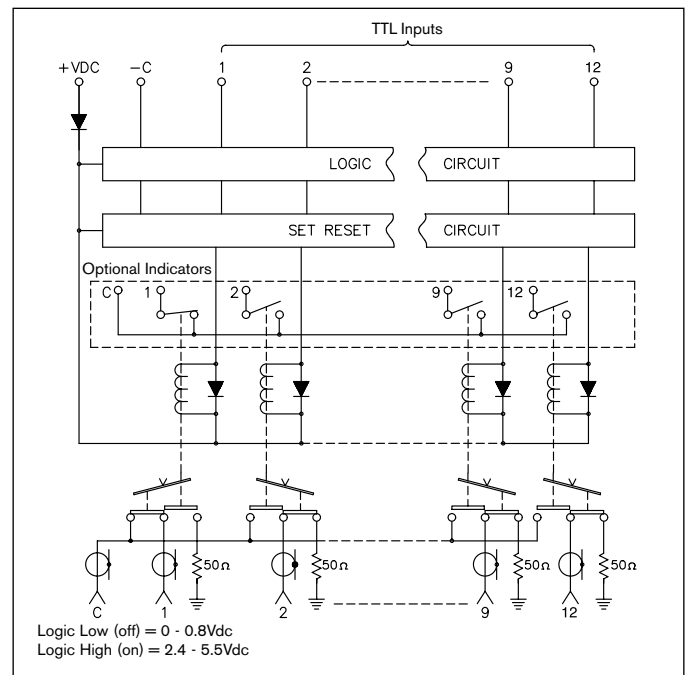 TTL Inputs
+VDC -C 1 2 9 12
LOGIC CIRCUIT
SET RESET CIRCUIT
Optional Indicators
C 1 2 9 12
50Ω 50Ω 50Ω 50Ω
C 1 2 9 12
Logic Low (off) = 0 - 0.8Vdc
Logic High (on) = 2.4 - 5.5Vdc